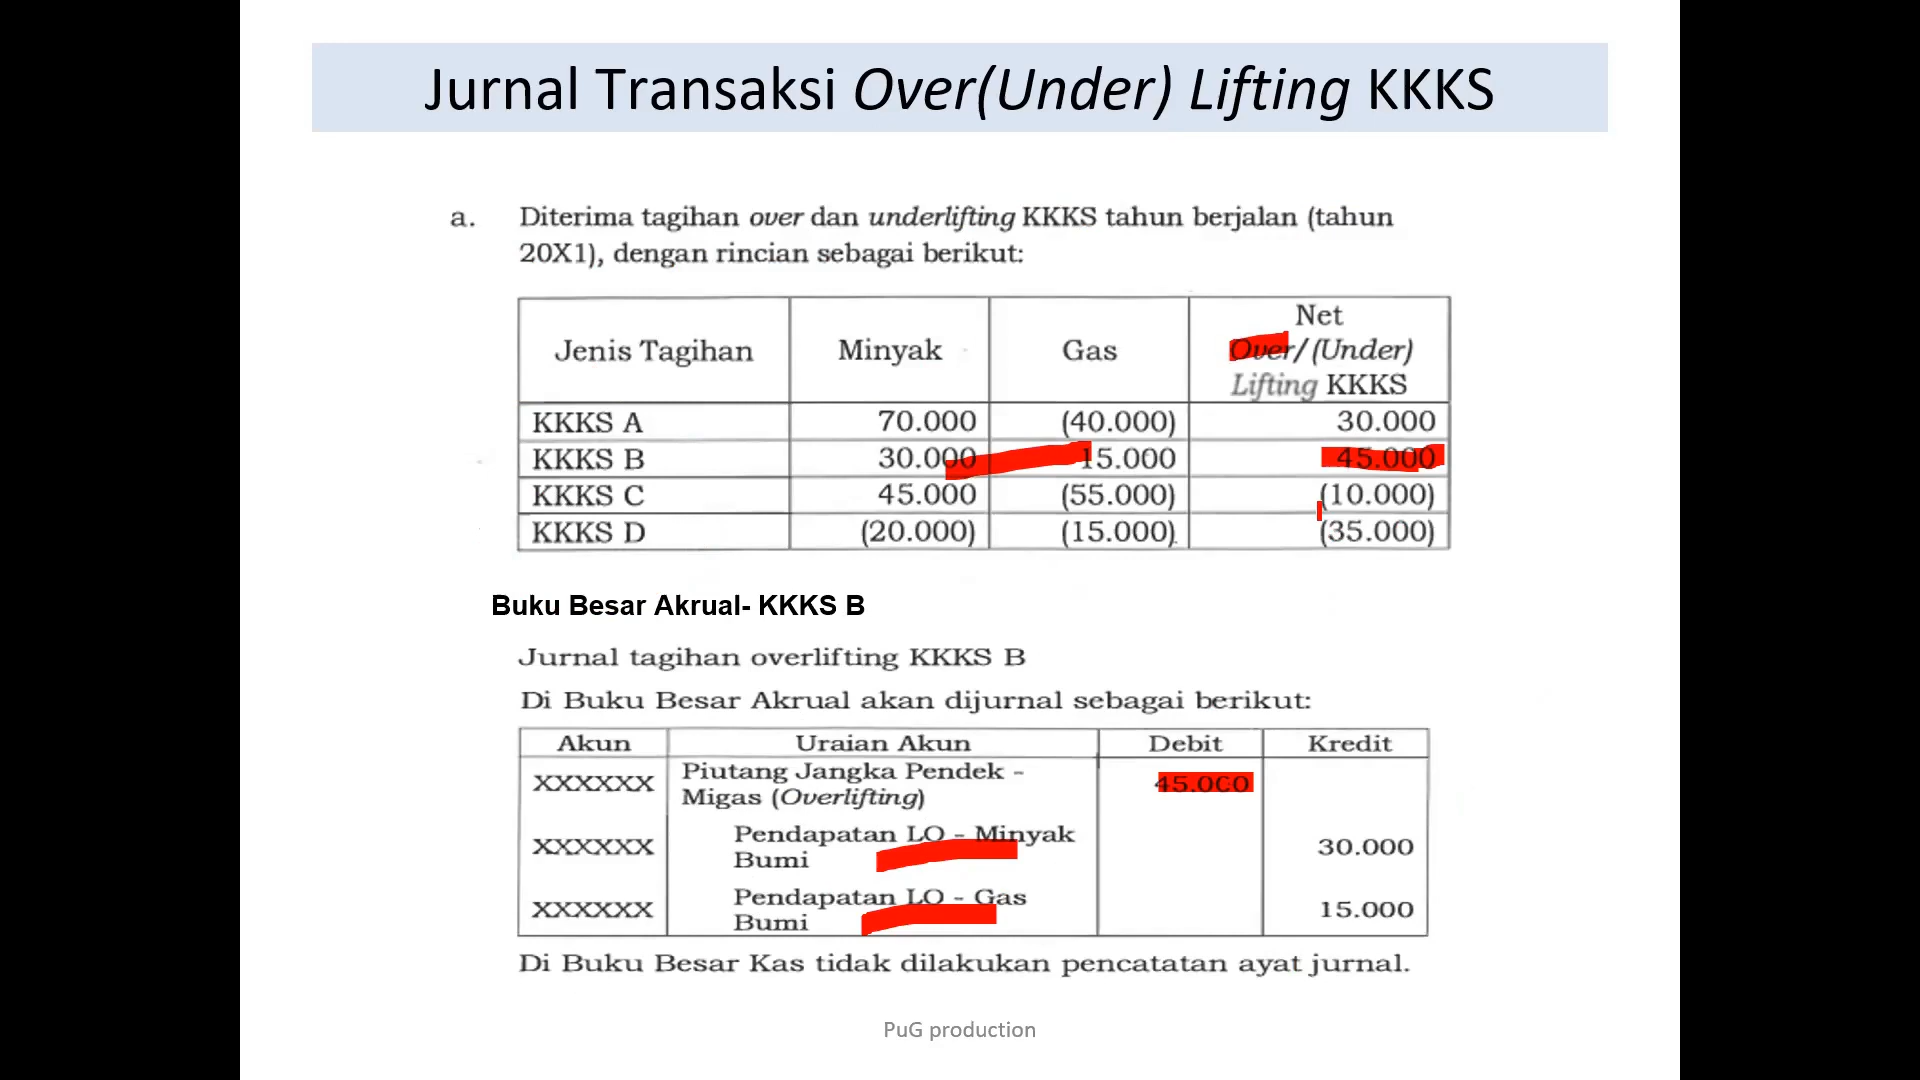 Jurnal Transaksi Over(Under) Lifting KKKS
a. Diterima tagihan over dan underlifting KKKS tahun berjalan (tahun
20X1), dengan rincian sebagai berikut:
Jenis Tagihan Minyak Gas Net Over/(Under) Lifting KKKS
KKKS A 70.000 (40.000) 30.000
KKKS B 30.000 15.000 45.000
KKKS C 45.000 (55.000) (10.000)
KKKS D (20.000) (15.000) (35.000)
Buku Besar Akrual- KKKS B
Jurnal tagihan overlifting KKKS B
Di Buku Besar Akrual akan dijurnal sebagai berikut:
Akun Uraian Akun Debit Kredit
XXXXXX Piutang Jangka Pendek - Migas (Overlifting) 45.000
XXXXXX Pendapatan LO - Minyak Bumi 30.000
XXXXXX Pendapatan LO - Gas Bumi 15.000
Di Buku Besar Kas tidak dilakukan pencatatan ayat jurnal.
PuG production